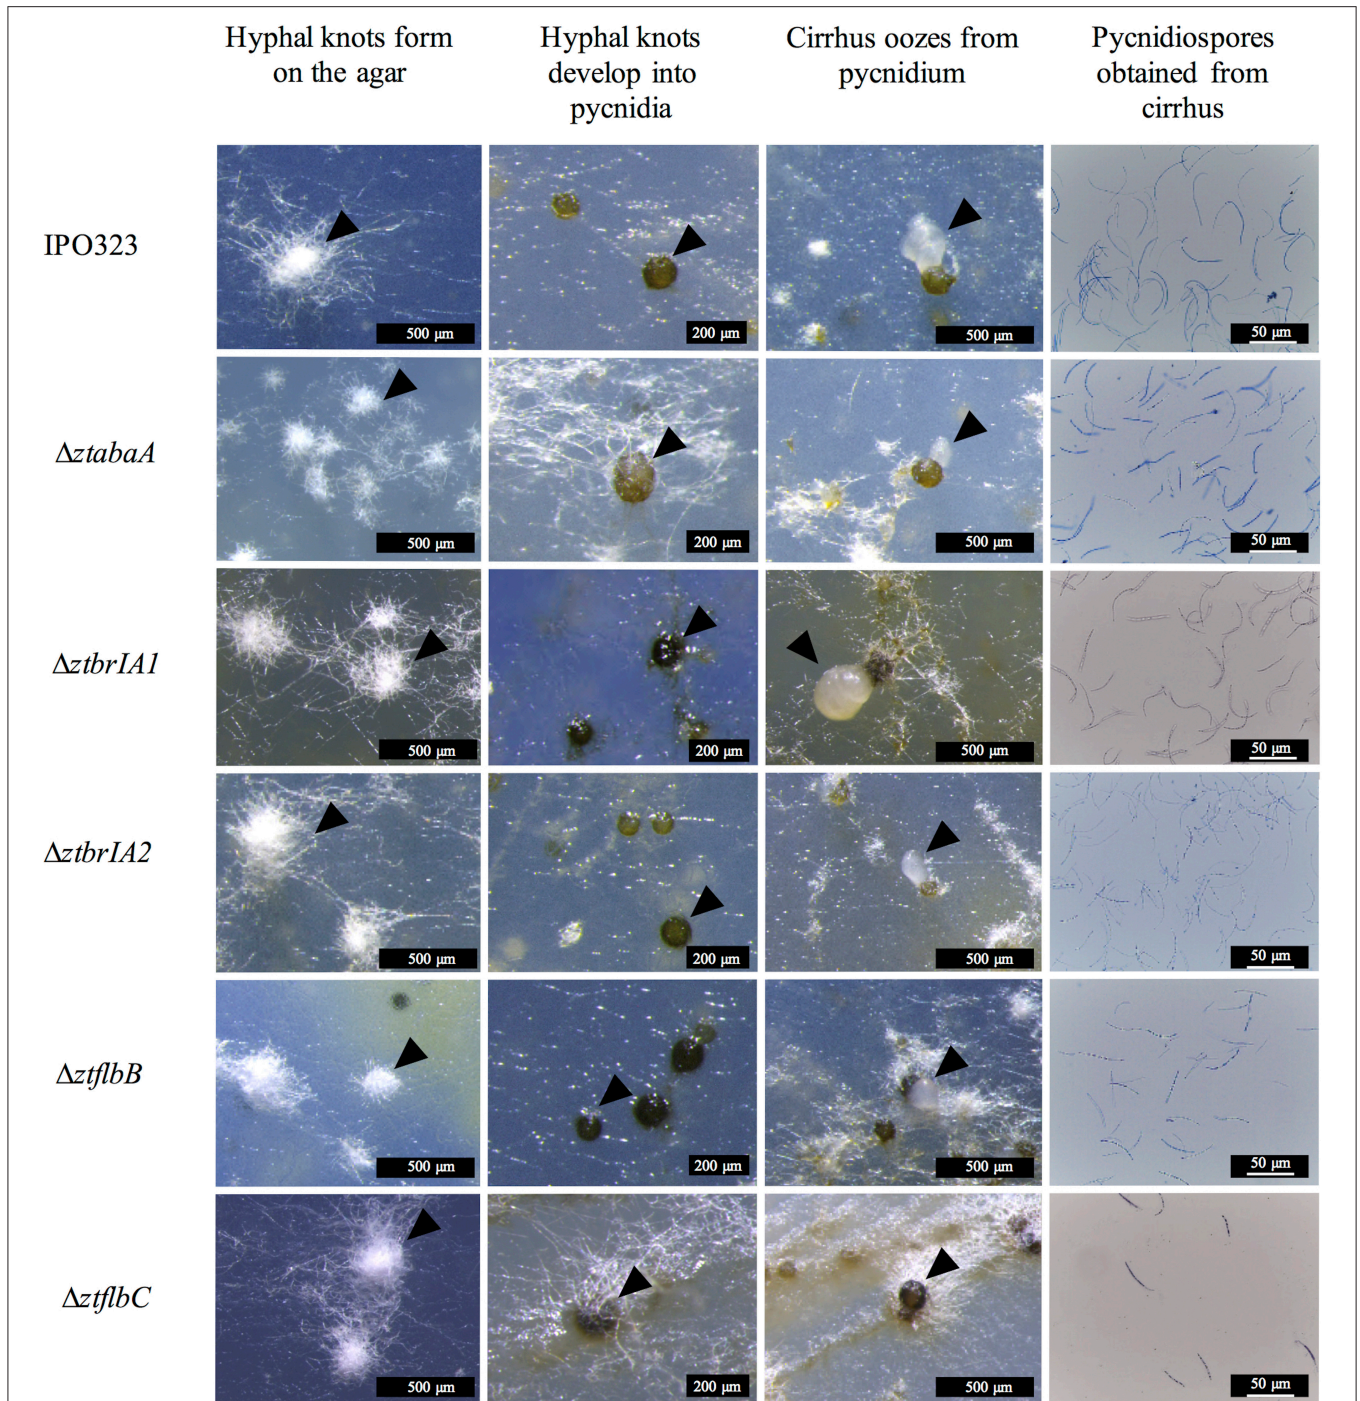 Hyphal knots form
on the agar
Hyphal knots
develop into
pycnidia
Cirrhus oozes from
pycnidium
Pycnidiospores
obtained from
cirrhus
IPO323
500 µm
200 µm
500 µm
50 µm
ΔztabaA
500 µm
200 µm
500 µm
50 µm
ΔztbrIA1
500 µm
200 µm
500 µm
50 µm
ΔztbrIA2
500 µm
200 µm
500 µm
50 µm
ΔztflbB
500 µm
200 µm
500 µm
50 µm
ΔztflbC
500 µm
200 µm
500 µm
50 µm